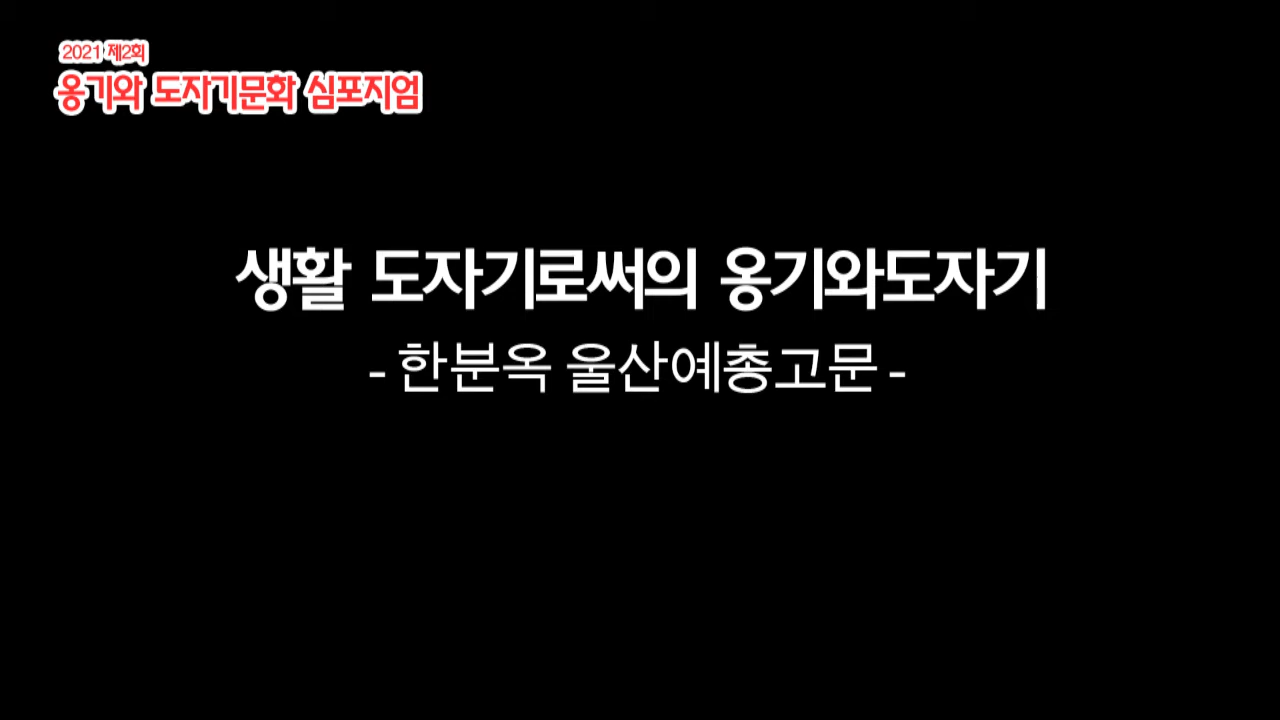 2021 제2회
옹기와 도자기문화 심포지엄
생활 도자기로써의 옹기와도자기
- 한분옥 울산예총고문 -